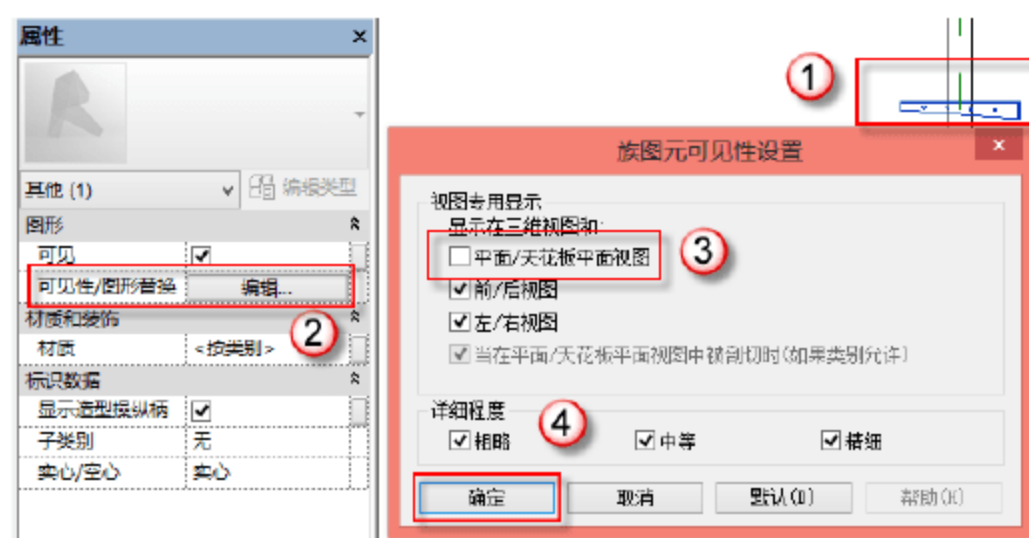 属性
其他 (1)
编辑类型
图形
可见
可见性/图形替换
编辑...
材质和装饰
材质
<按类别>
标识数据
显示造型操纵柄
子类别
无
实心/空心
实心
①
②
族图元可见性设置
视图专用显示
显示在三维视图和:
平面/天花板平面视图
③
前/后视图
左/右视图
当在平面/天花板平面视图中被剖切时(如果类别允许)
详细程度
④
粗略
中等
精细
确定
取消
默认(D)
帮助(H)